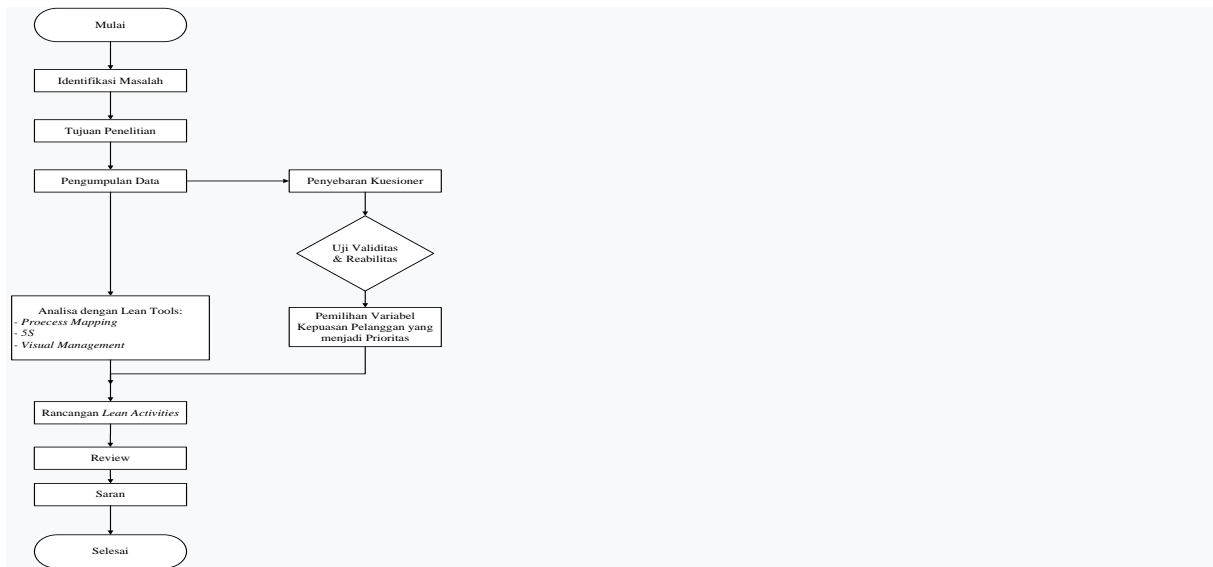 Mulai
Identifikasi Masalah
Tujuan Penelitian
Pengumpulan Data
Penyebaran Kuesioner
Uji Validitas
& Reabilitas
Analisa dengan Lean Tools:
- Proecess Mapping
- 5S
- Visual Management
Pemilihan Variabel
Kepuasan Pelanggan yang
menjadi Prioritas
Rancangan Lean Activities
Review
Saran
Selesai